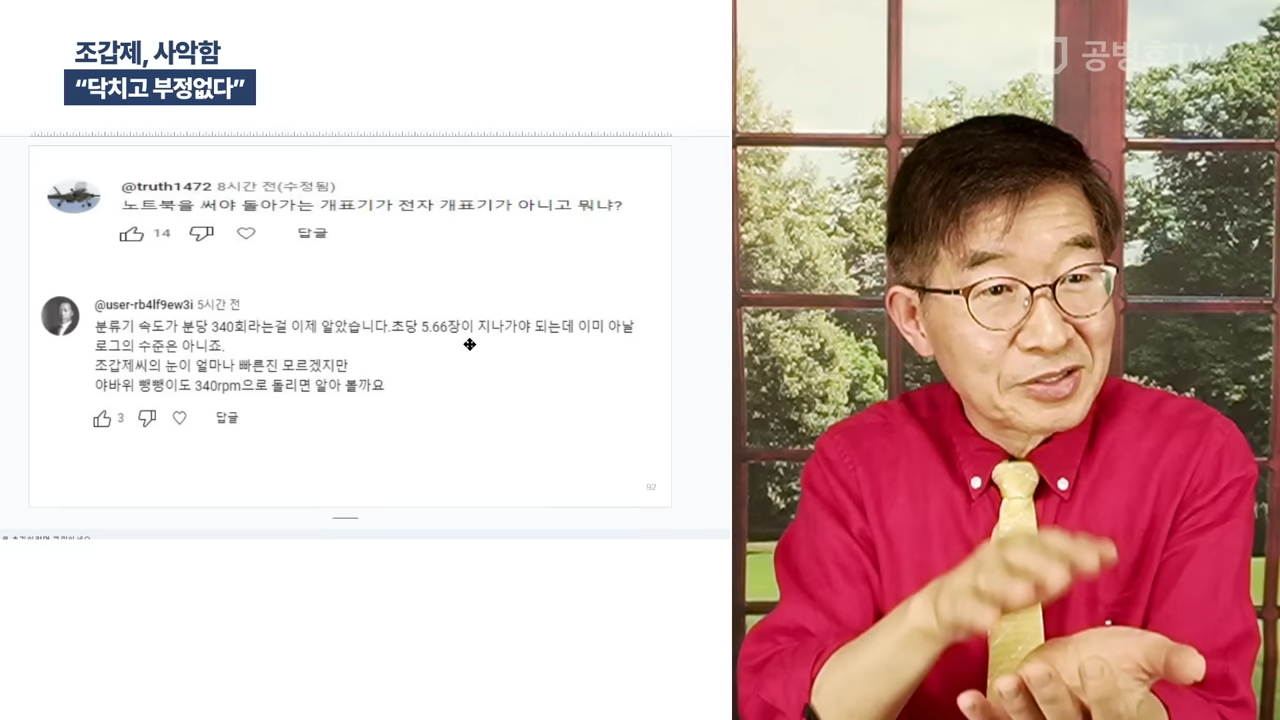 조갑제, 사악함
“닥치고 부정없다”
공병호TV
@truth1472 8시간 전(수정됨)
노트북을 써야 돌아가는 개표기가 전자 개표기가 아니고 뭐냐?
14 답글
@user-rb4lf9ew3i 5시간 전
분류기 속도가 분당 340회라는걸 이제 알았습니다.초당 5.66장이 지나가야 되는데 이미 아날
로그의 수준은 아니죠.
조갑제씨의 눈이 얼마나 빠른진 모르겠지만
야바위 뺑뺑이도 340rpm으로 돌리면 알아 볼까요
3 답글
92